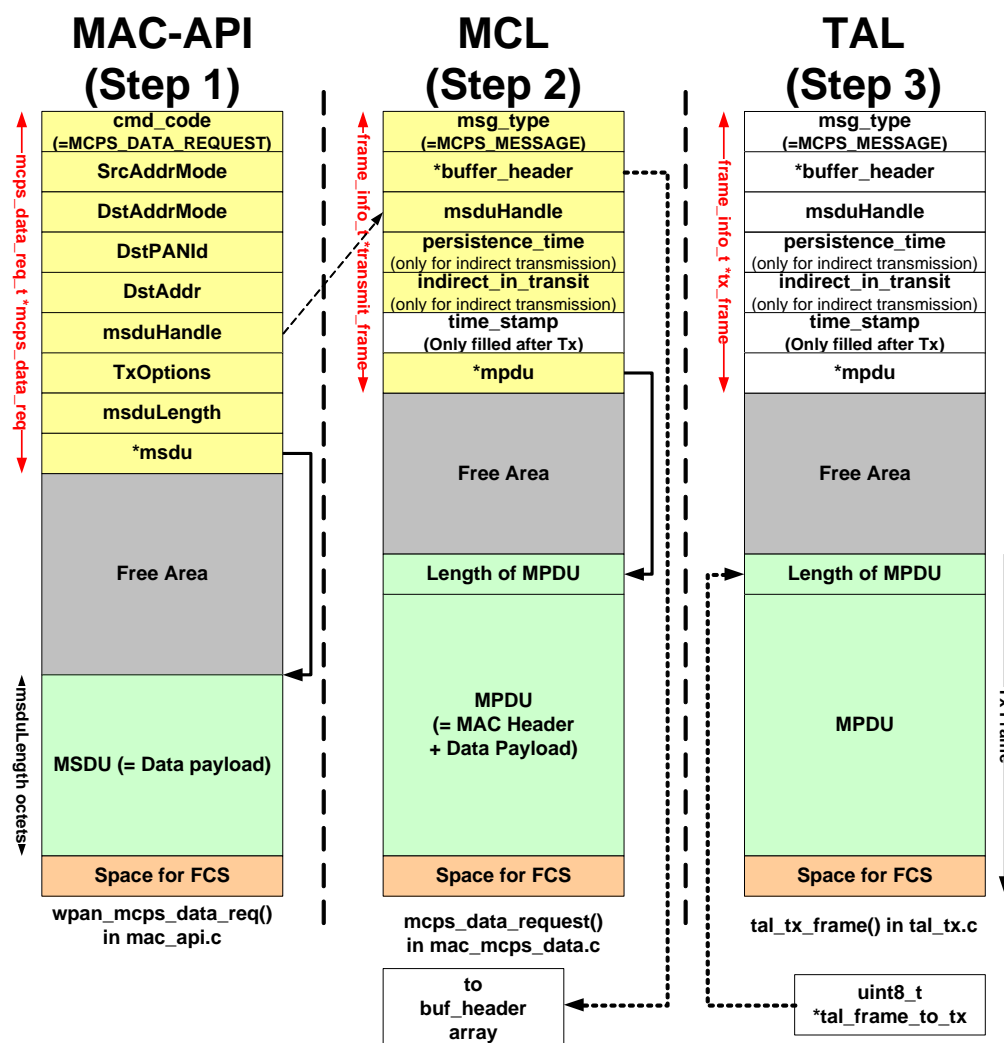 MAC-API
(Step 1)
cmd_code
(=MCPS_DATA_REQUEST)
SrcAddrMode
DstAddrMode
DstPANId
DstAddr
msduHandle
TxOptions
msduLength
*msdu
Free Area
MSDU (= Data payload)
Space for FCS
mcps_data_req_t *mcps_data_req
msduLength octets
wpan_mcps_data_req()
in mac_api.c
MCL
(Step 2)
msg_type
(=MCPS_MESSAGE)
*buffer_header
msduHandle
persistence_time
(only for indirect transmission)
indirect_in_transit
(only for indirect transmission)
time_stamp
(Only filled after Tx)
*mpdu
Free Area
Length of MPDU
MPDU
(= MAC Header
+ Data Payload)
Space for FCS
frame_info_t *transmit_frame
mcps_data_request()
in mac_mcps_data.c
to
buf_header
array
TAL
(Step 3)
msg_type
(=MCPS_MESSAGE)
*buffer_header
msduHandle
persistence_time
(only for indirect transmission)
indirect_in_transit
(only for indirect transmission)
time_stamp
(Only filled after Tx)
*mpdu
Free Area
Length of MPDU
MPDU
Space for FCS
frame_info_t *tx_frame
tal_tx_frame() in tal_tx.c
uint8_t
*tal_frame_to_tx